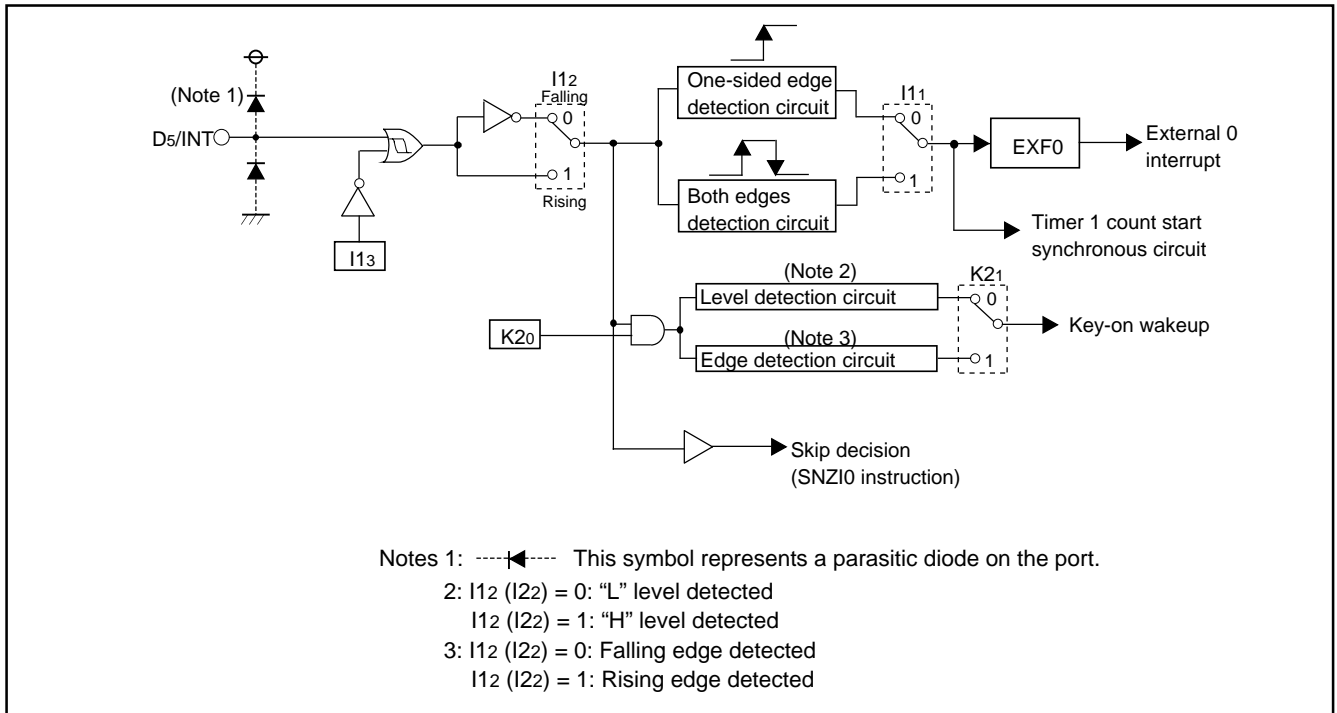 (Note 1)
D5/INT
I13
I12
Falling
0
1
Rising
One-sided edge
detection circuit
Both edges
detection circuit
I11
0
1
EXF0
External 0
interrupt
Timer 1 count start
synchronous circuit
K20
(Note 2)
Level detection circuit
(Note 3)
Edge detection circuit
K21
0
1
Key-on wakeup
Skip decision
(SNZI0 instruction)
Notes 1: This symbol represents a parasitic diode on the port.
2: I12 (I22) = 0: “L” level detected
I12 (I22) = 1: “H” level detected
3: I12 (I22) = 0: Falling edge detected
I12 (I22) = 1: Rising edge detected